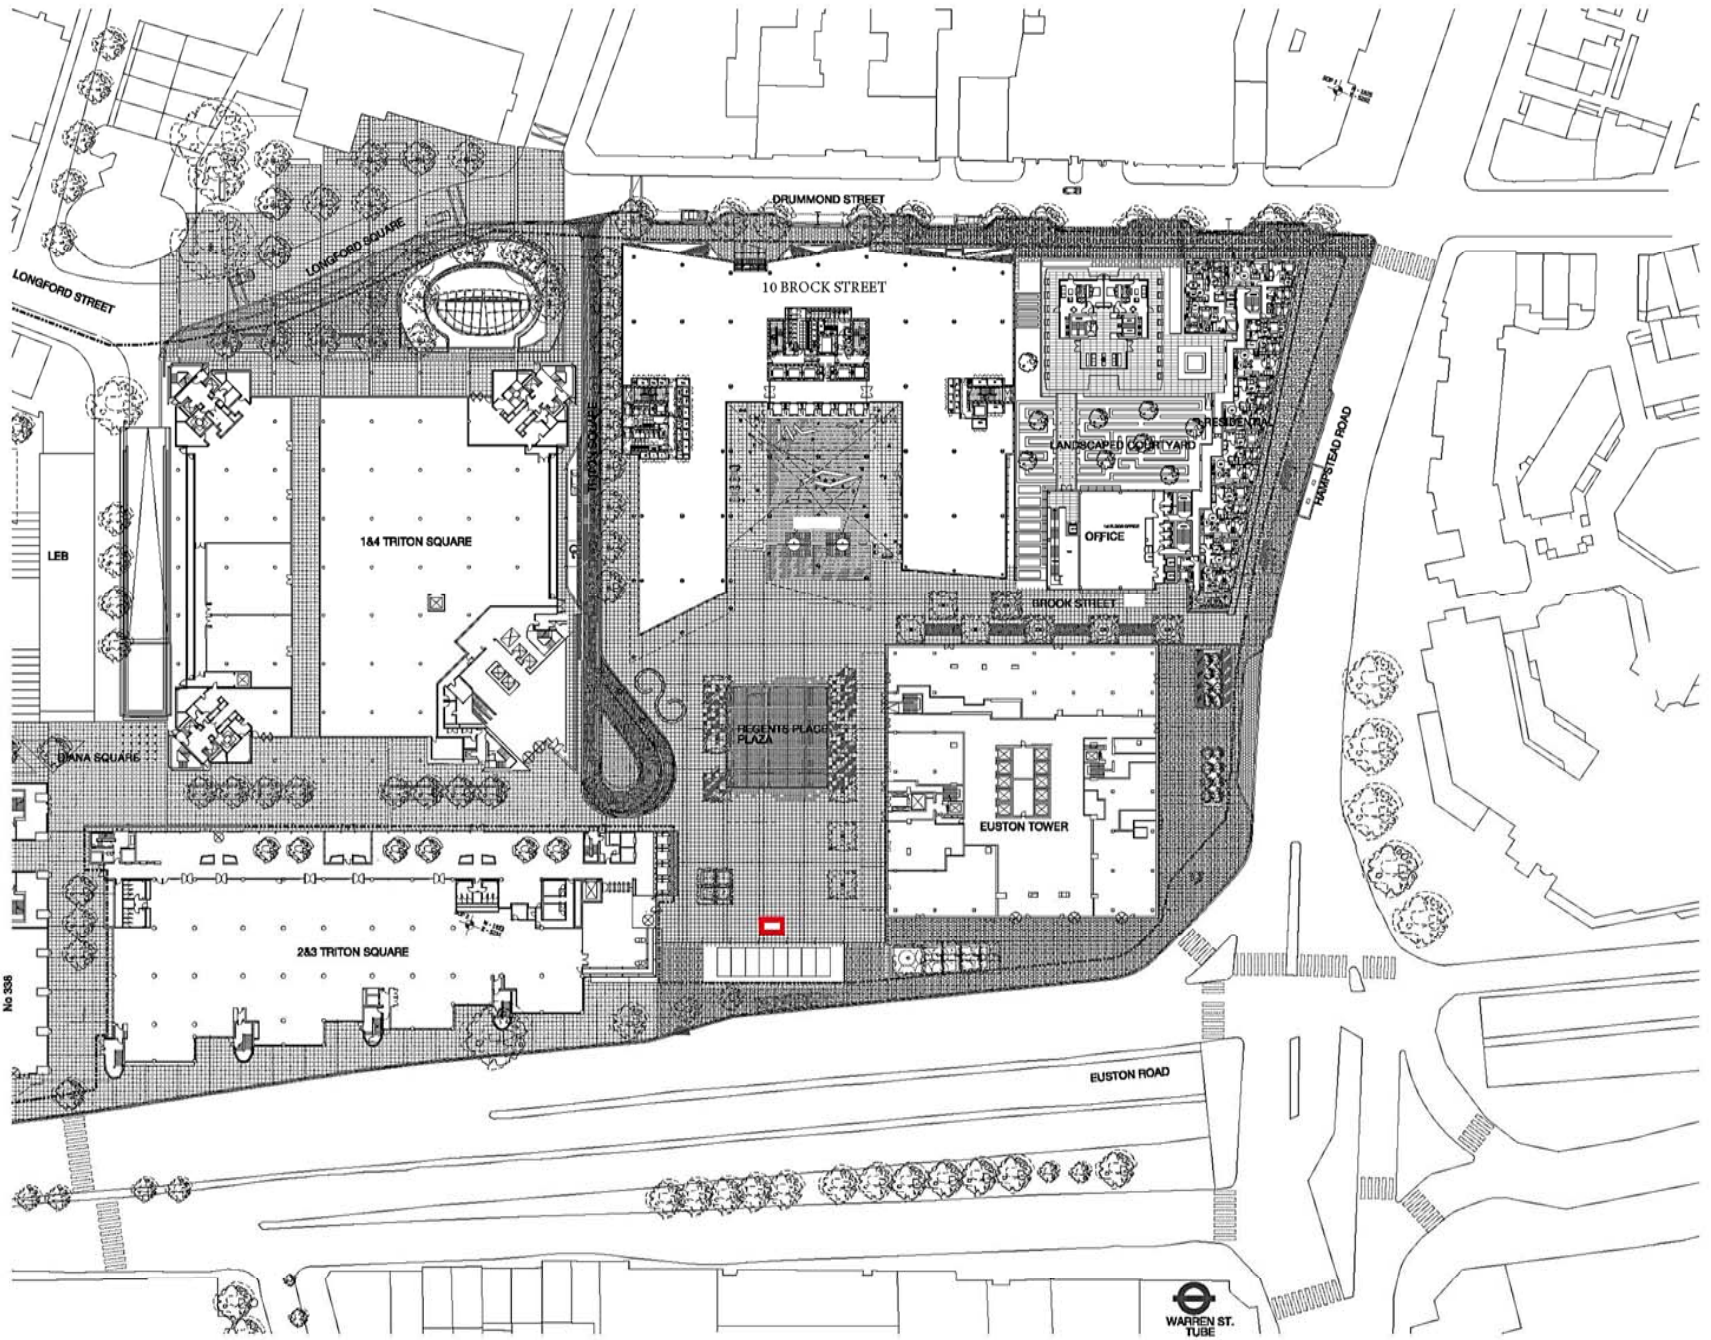 DRUMMOND STREET
LONGFORD SQUARE
LONGFORD STREET
10 BROCK STREET
TRITON SQUARE
HAMPSTEAD ROAD
RESIDENTIAL
LANDSCAPED COURTYARD
OFFICE
1&4 TRITON SQUARE
LEB
BROOK STREET
REGENTS PLACE
PLAZA
DIANA SQUARE
EUSTON TOWER
2&3 TRITON SQUARE
No 338
EUSTON ROAD
WARREN ST.
TUBE